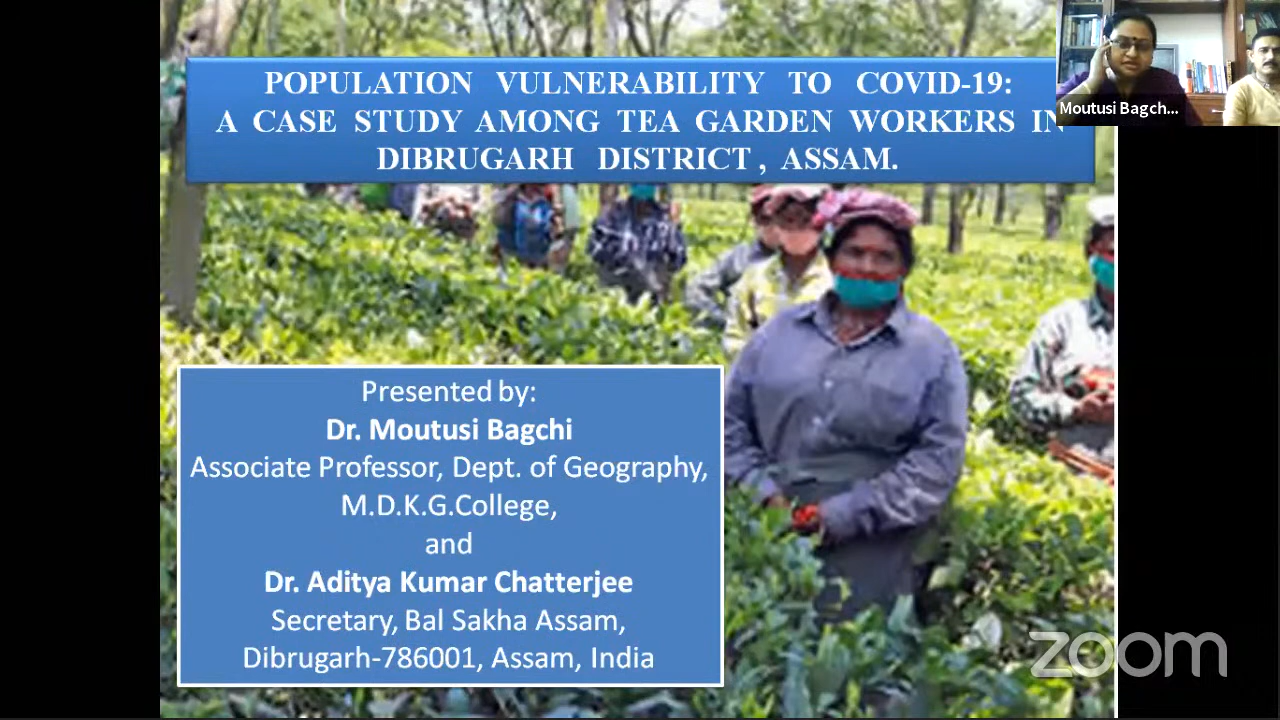 POPULATION VULNERABILITY TO COVID-19:
A CASE STUDY AMONG TEA GARDEN WORKERS IN
DIBRUGARH DISTRICT , ASSAM.
Moutusi Bagch...
Presented by:
Dr. Moutusi Bagchi
Associate Professor, Dept. of Geography,
M.D.K.G.College,
and
Dr. Aditya Kumar Chatterjee
Secretary, Bal Sakha Assam,
Dibrugarh-786001, Assam, India
zoom